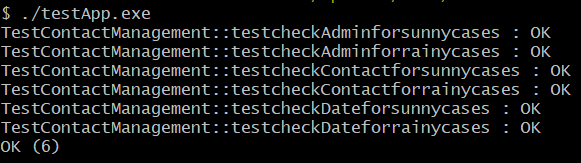 $ ./testApp.exe
TestContactManagement::testcheckAdminforsunnycases : OK
TestContactManagement::testcheckAdminforrainycases : OK
TestContactManagement::testcheckContactforsunnycases : OK
TestContactManagement::testcheckContactforrainycases : OK
TestContactManagement::testcheckDateforsunnycases : OK
TestContactManagement::testcheckDateforrainycases : OK
OK (6)